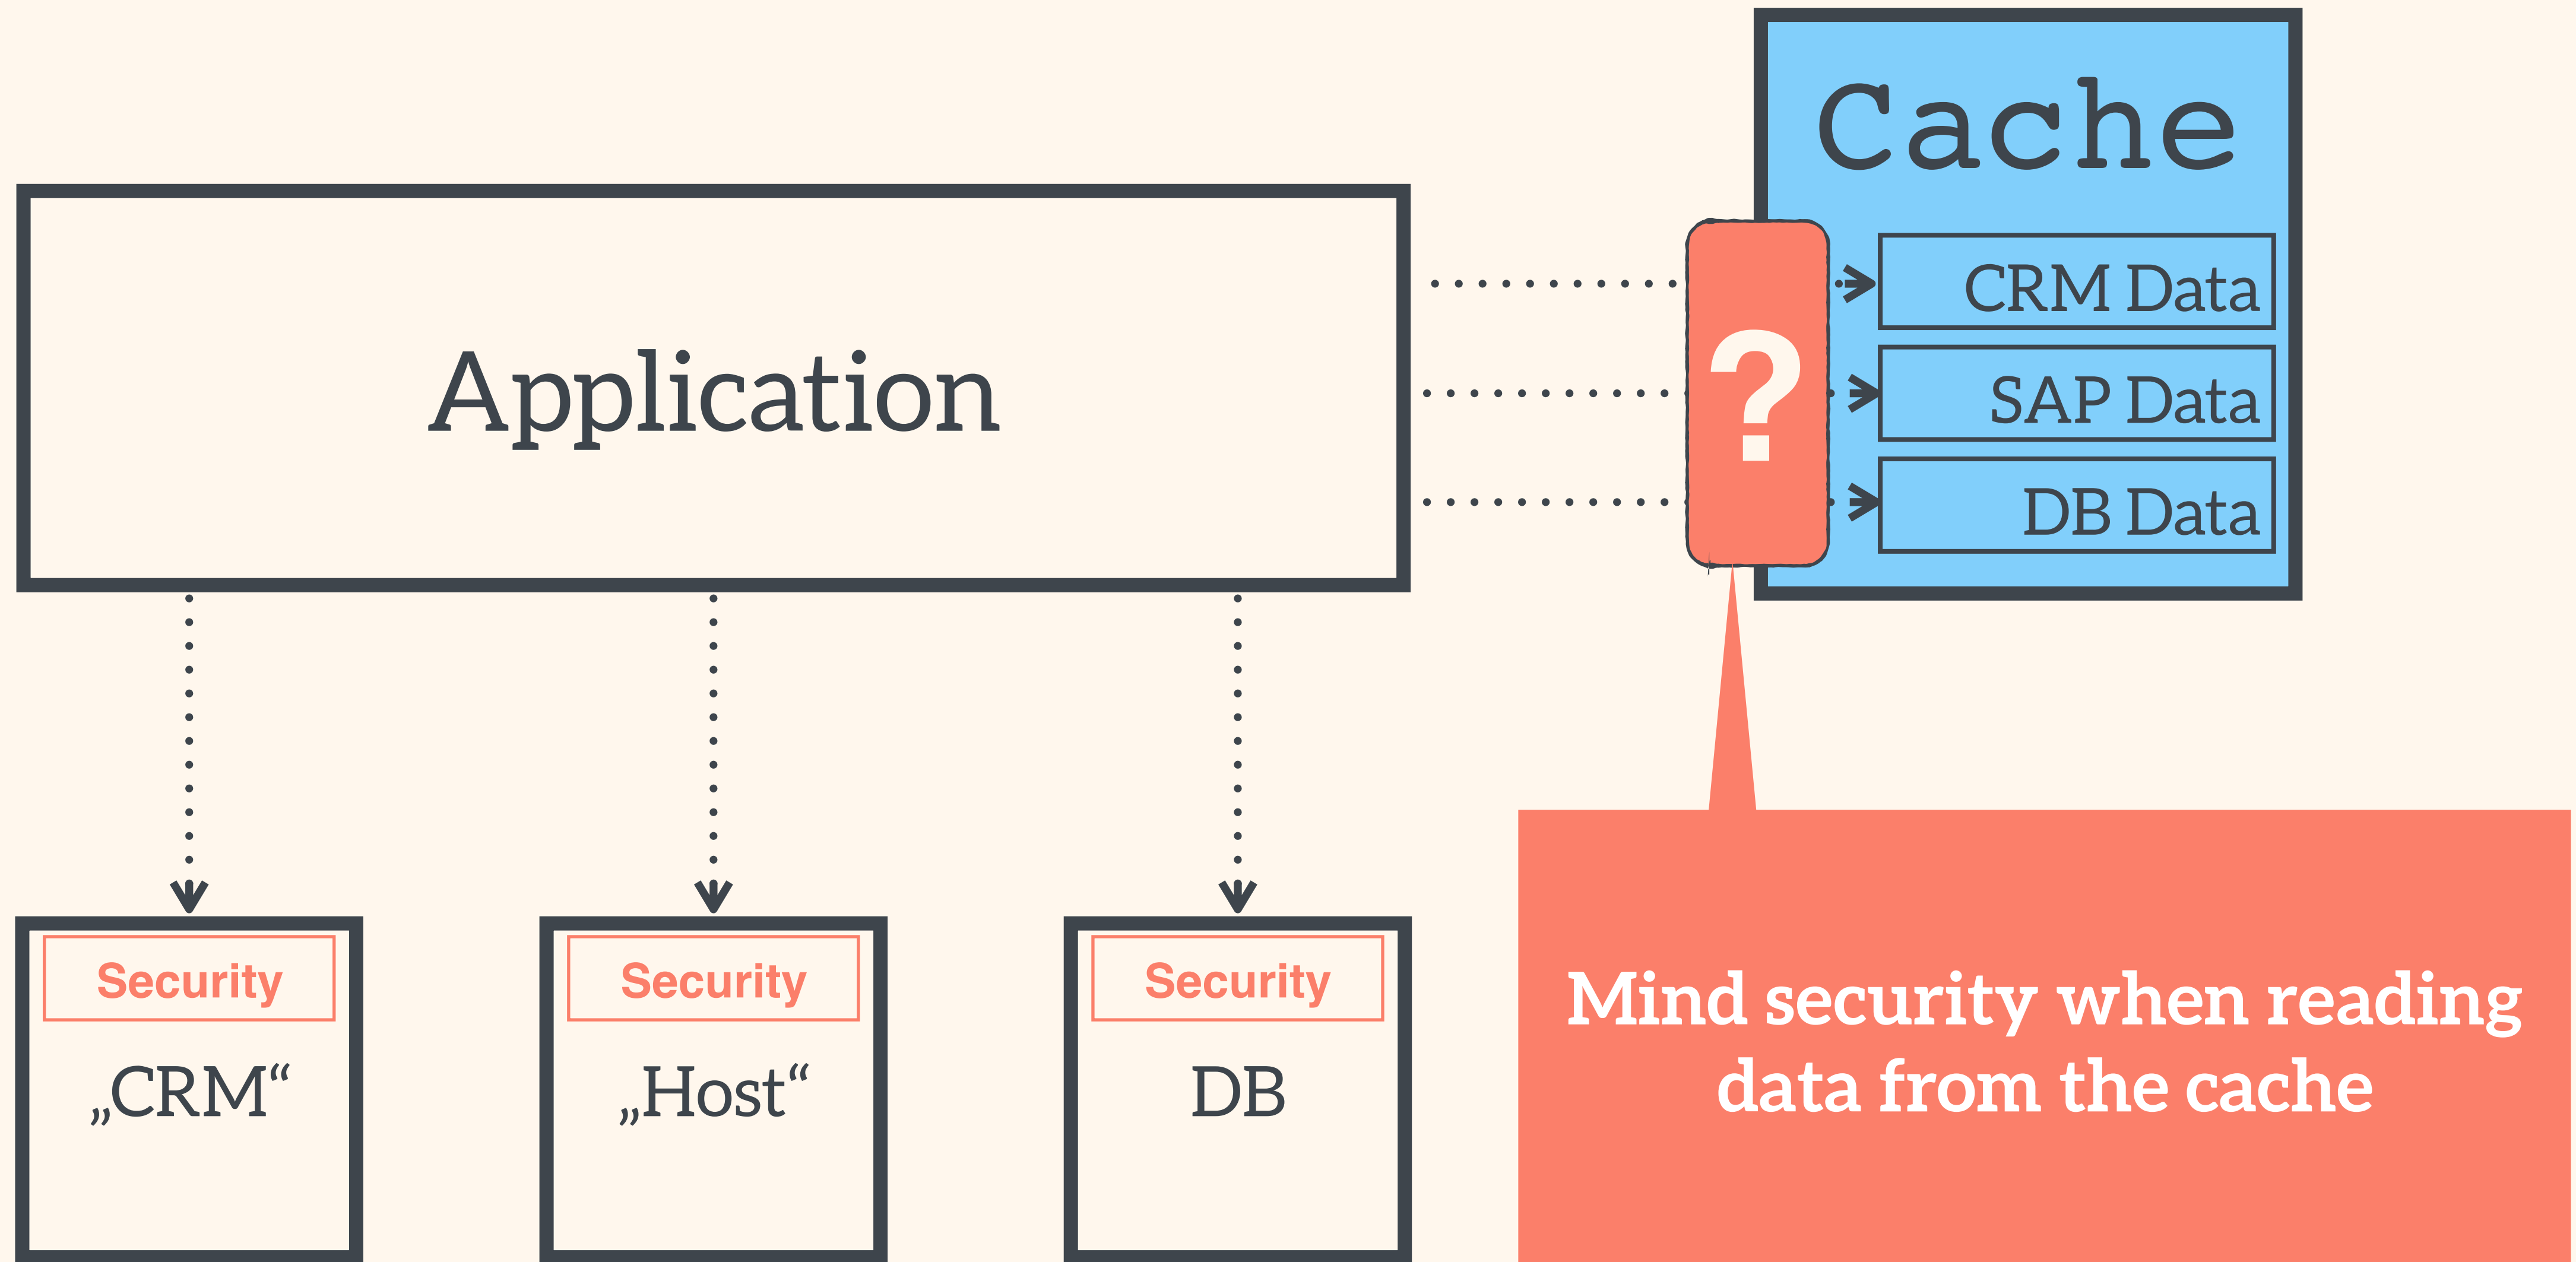 Cache
Application
?
CRM Data
SAP Data
DB Data
Security
„CRM“
Security
„Host“
Security
DB
Mind security when reading
data from the cache